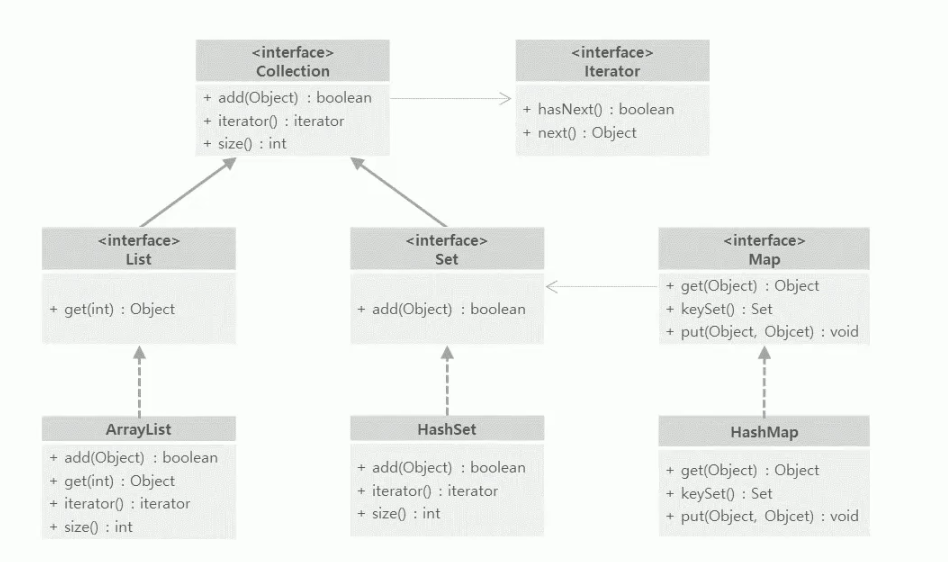 <interface>
Collection
+ add(Object) : boolean
+ iterator() : iterator
+ size() : int
<interface>
Iterator
+ hasNext() : boolean
+ next() : Object
<interface>
List
+ get(int) : Object
<interface>
Set
+ add(Object) : boolean
<interface>
Map
+ get(Object) : Object
+ keySet() : Set
+ put(Object, Objcet) : void
ArrayList
+ add(Object) : boolean
+ get(int) : Object
+ iterator() : iterator
+ size() : int
HashSet
+ add(Object) : boolean
+ iterator() : iterator
+ size() : int
HashMap
+ get(Object) : Object
+ keySet() : Set
+ put(Object, Objcet) : void